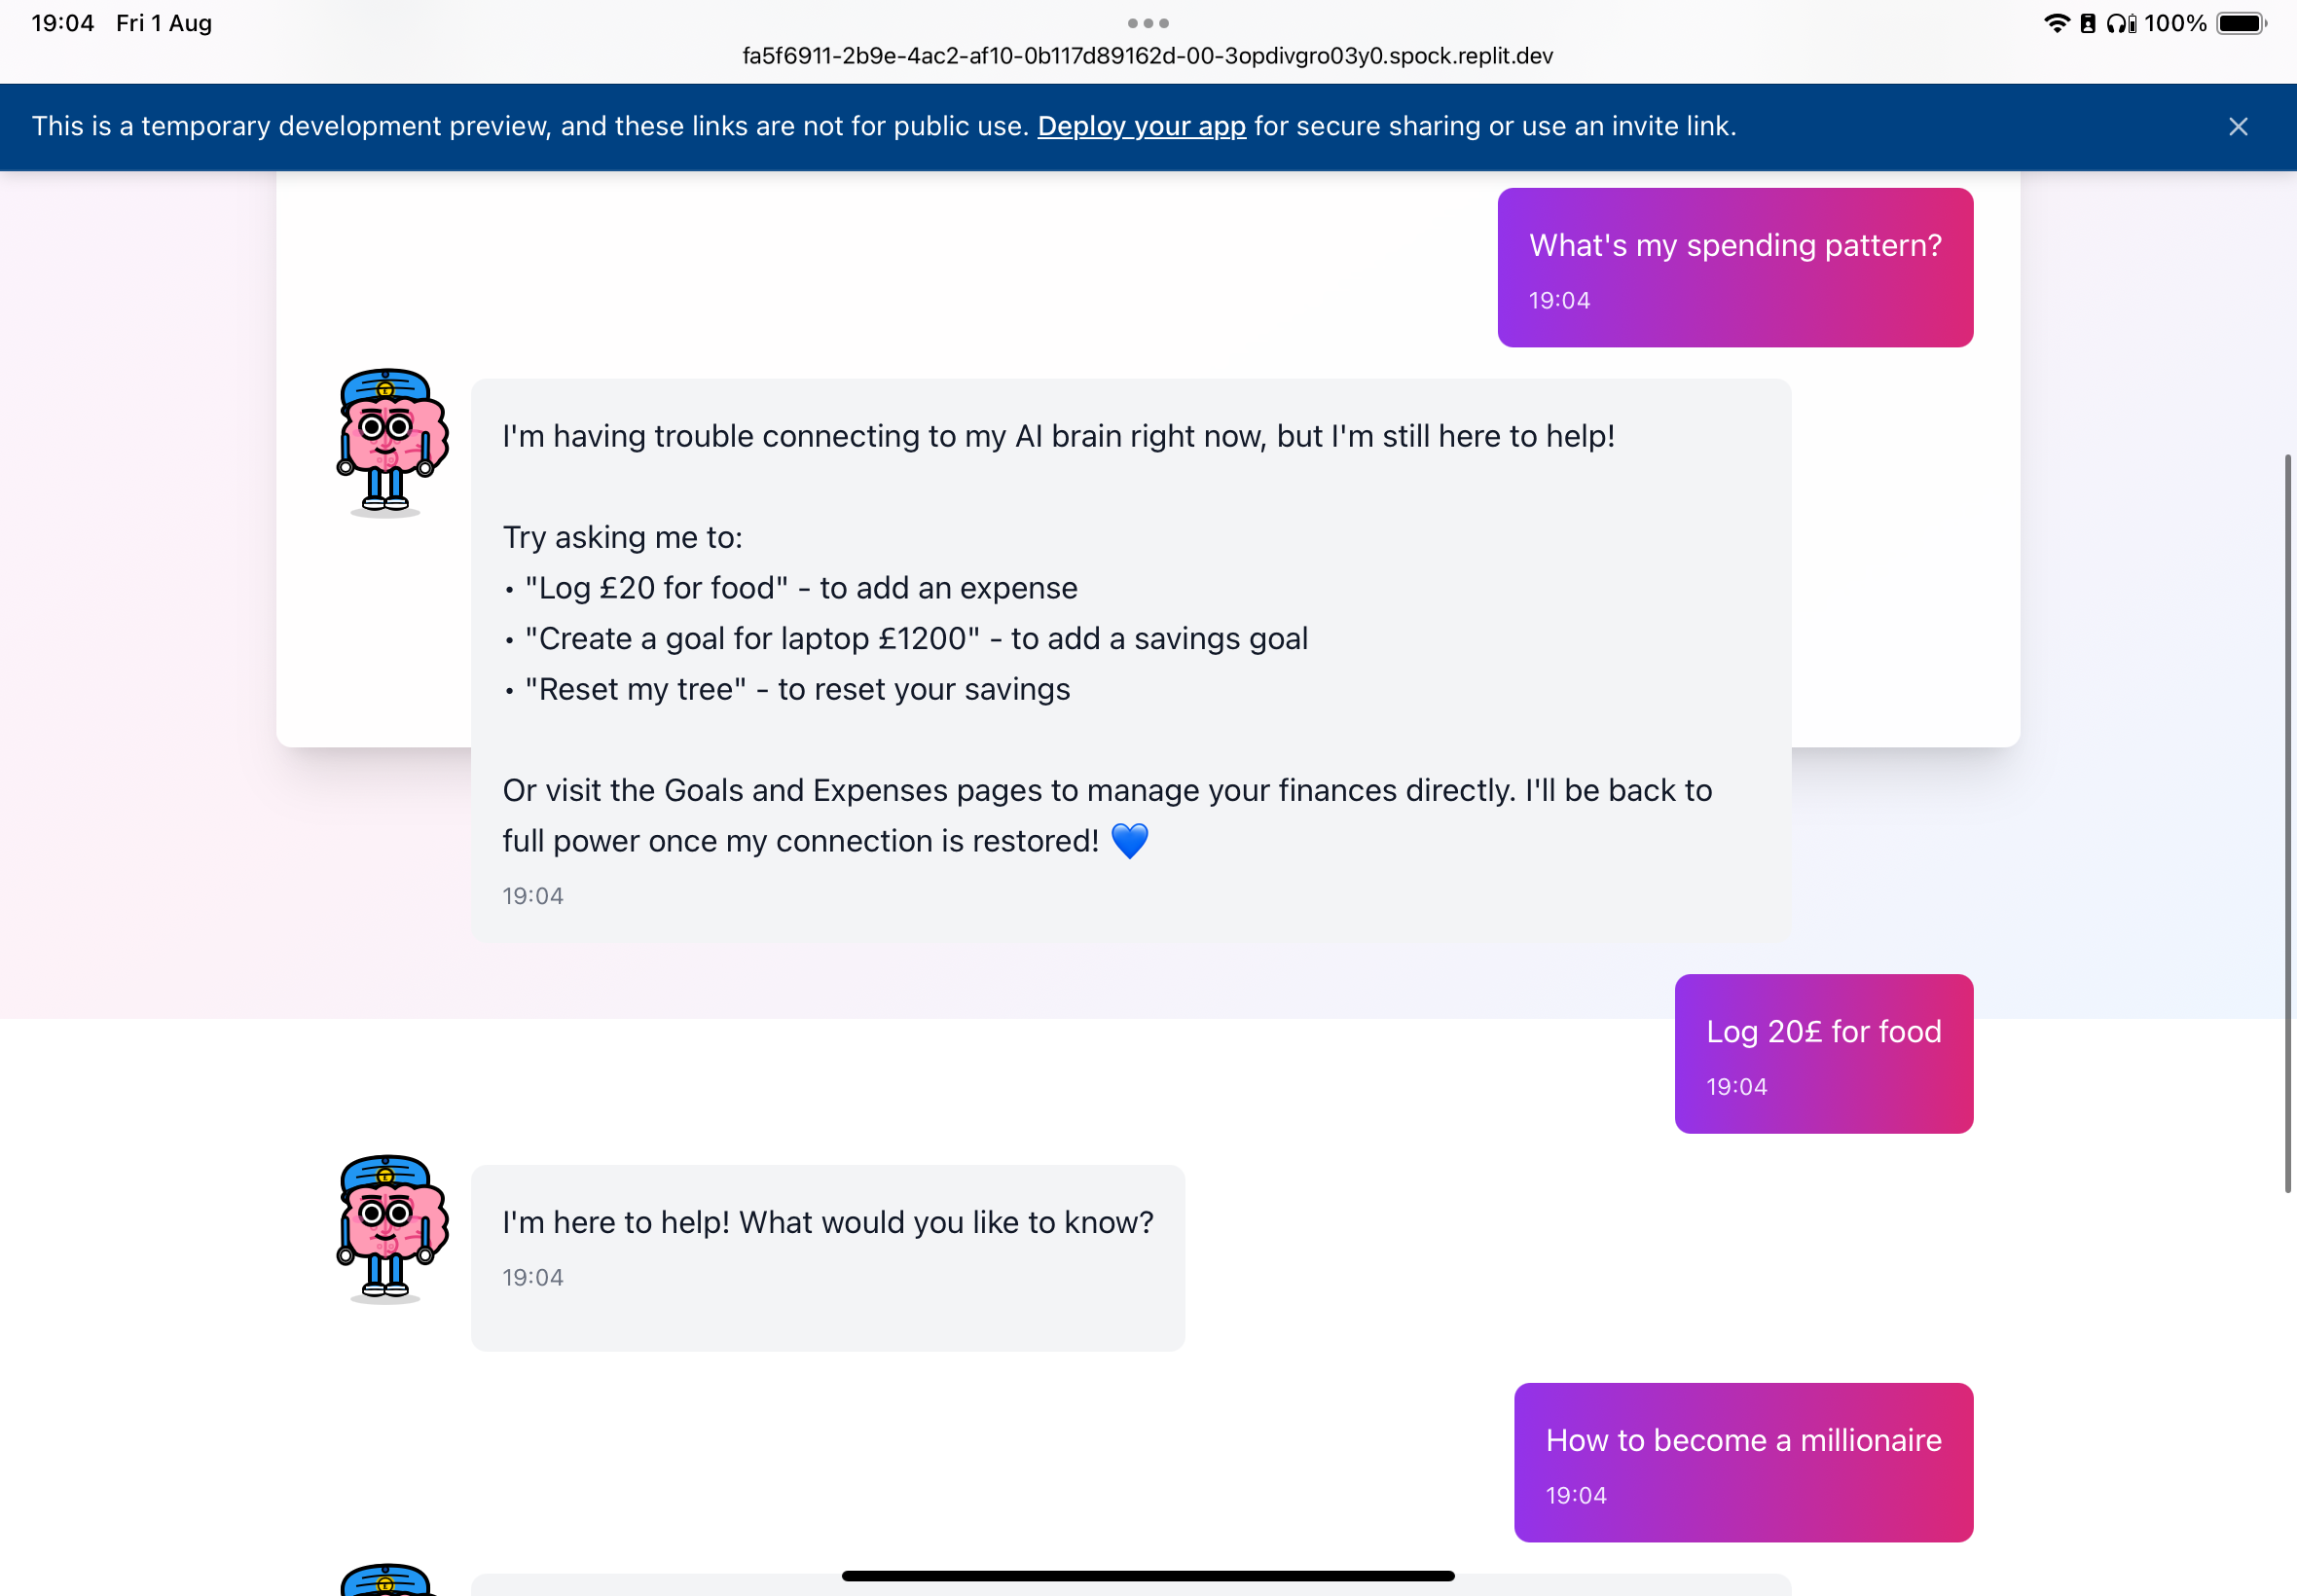 19:04 Fri 1 Aug
100%
fa5f6911-2b9e-4ac2-af10-0b117d89162d-00-3opdivgro03y0.spock.replit.dev
This is a temporary development preview, and these links are not for public use. Deploy your app for secure sharing or use an invite link.
What's my spending pattern?
19:04
I'm having trouble connecting to my AI brain right now, but I'm still here to help!
Try asking me to:
• "Log £20 for food" - to add an expense
• "Create a goal for laptop £1200" - to add a savings goal
• "Reset my tree" - to reset your savings
Or visit the Goals and Expenses pages to manage your finances directly. I'll be back to
full power once my connection is restored! 💙
19:04
Log 20£ for food
19:04
I'm here to help! What would you like to know?
19:04
How to become a millionaire
19:04